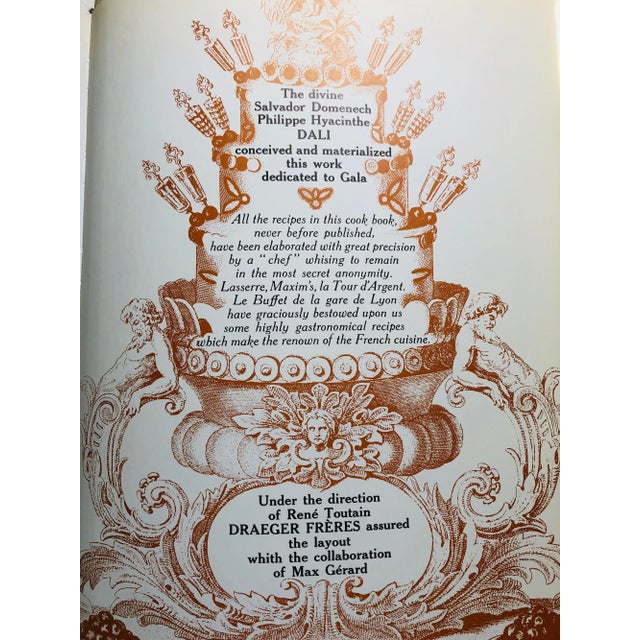 The divine
Salvador Domenech
Philippe Hyacinthe
DALI
conceived and materialized
this work
dedicated to Gala
All the recipes in this cook book,
never before published,
have been elaborated with great precision
by a " chef " whising to remain
in the most secret anonymity.
Lasserre, Maxim's, la Tour d'Argent.
Le Buffet de la gare de Lyon
have graciously bestowed upon us
some highly gastronomical recipes
which make the renown of the French cuisine.
Under the direction
of René Toutain
DRAEGER FRÈRES assured
the layout
whith the collaboration
of Max Gérard